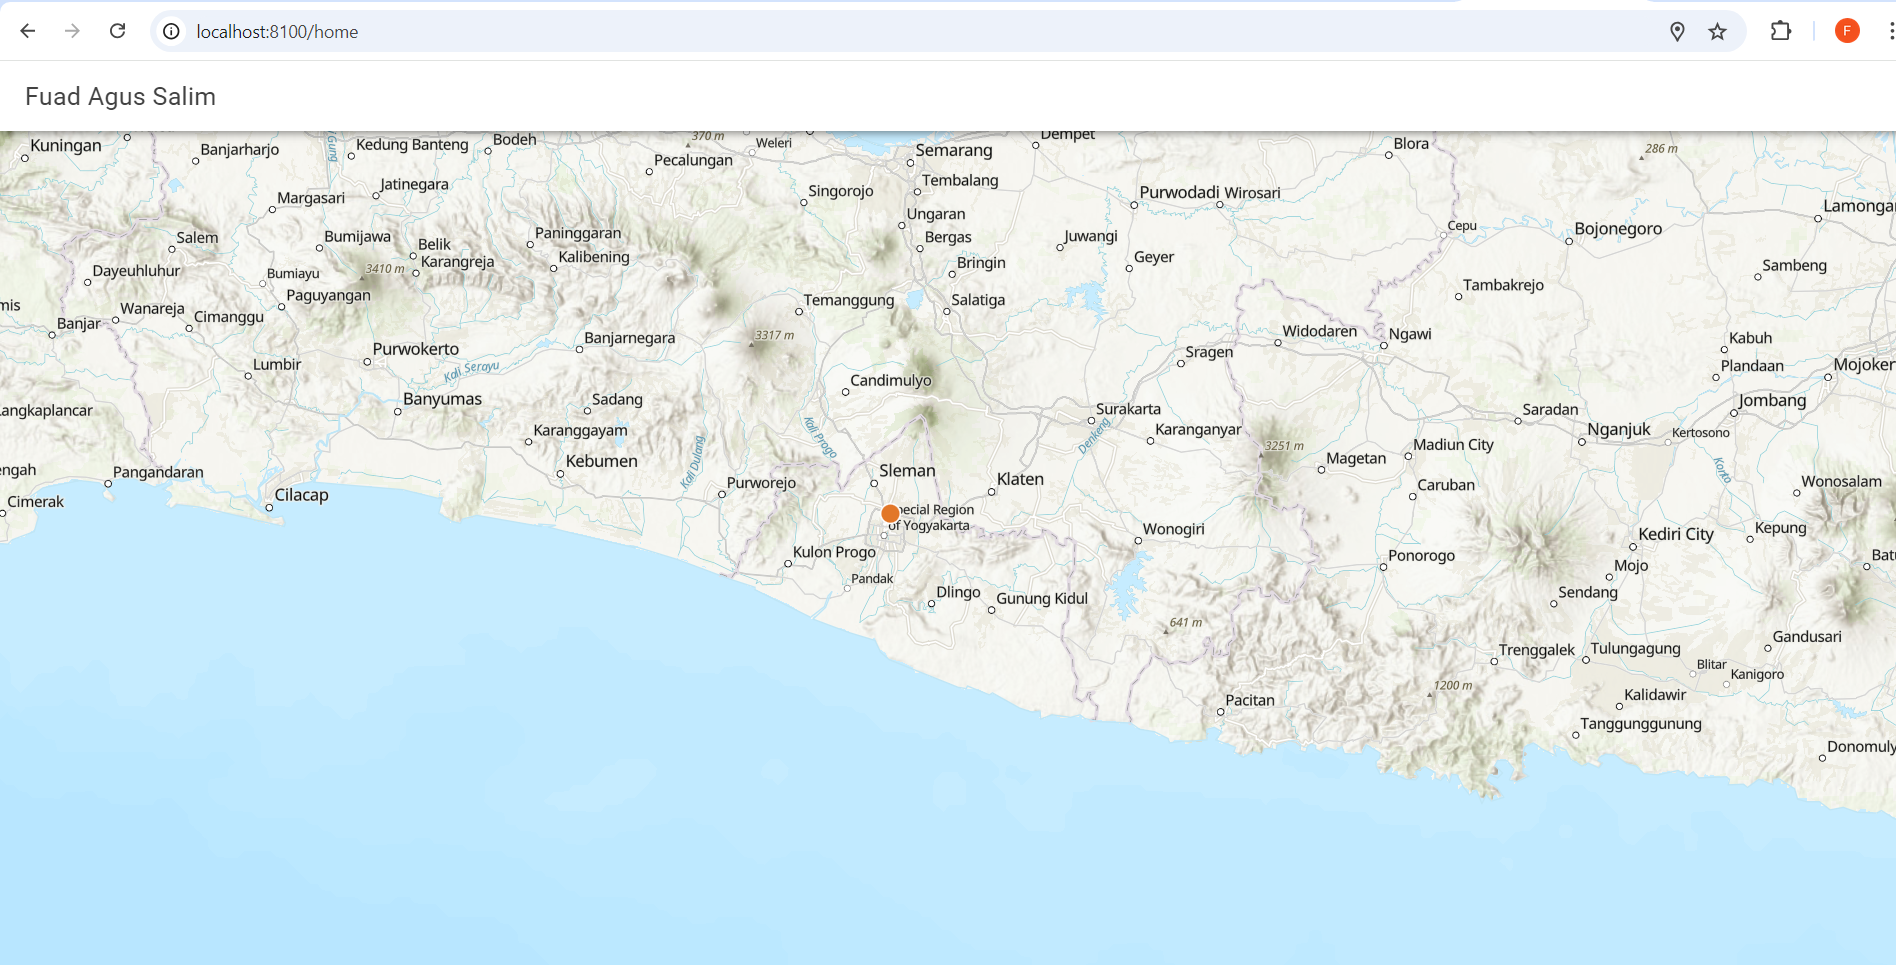 localhost:8100/home
F
Fuad Agus Salim
Kuningan
Banjarharjo
Kedung Banteng
Bodeh
370 m
Weleri
Pecalungan
Semarang
Dempet
Blora
286 m
Jatinegara
Margasari
Singorojo
Tembalang
Purwodadi
Wirosari
Lamongan
Salem
Bumijawa
Belik
Karangreja
Paninggaran
Kalibening
Ungaran
Bergas
Bringin
Juwangi
Geyer
Cepu
Bojonegoro
Dayeuhluhur
Bumiayu
3410 m
Paguyangan
Sambeng
Tambakrejo
mis
Wanareja
Cimanggu
Banjar
Temanggung
Salatiga
3317 m
Banjarnegara
Widodaren
Ngawi
Kabuh
Lumbir
Purwokerto
Kali Serayu
Sragen
Plandaan
Mojoker
Candimulyo
Banyumas
Sadang
Surakarta
Saradan
Jombang
angkaplancar
Karanggayam
Kali Progo
Denkeng
Karanganyar
3251 m
Madiun City
Nganjuk
Kertosono
Kali Dulang
Kebumen
Magetan
Konto
engah
Pangandaran
Sleman
Klaten
Purworejo
Caruban
Wonosalam
Cimerak
Cilacap
pecial Region
of Yogyakarta
Wonogiri
Kediri City
Kepung
Kulon Progo
Ponorogo
Mojo
Batu
Pandak
Dlingo
Gunung Kidul
Sendang
641 m
Trenggalek
Tulungagung
Gandusari
Blitar
Kanigoro
1200 m
Kalidawir
Pacitan
Tanggunggunung
Donomuly